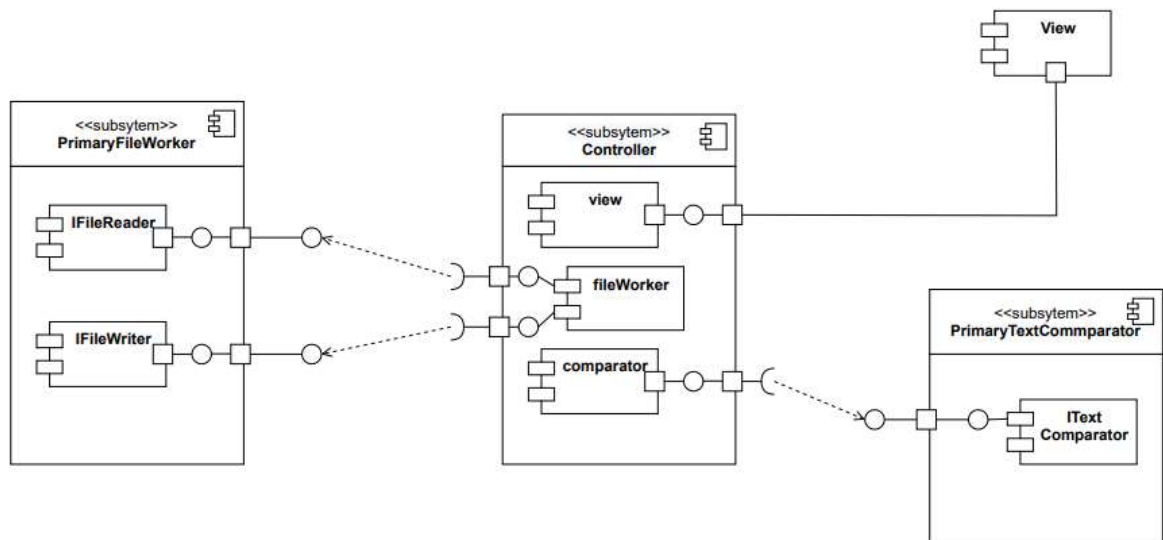 View
<<subsytem>>
PrimaryFileWorker
IFileReader
IFileWriter
<<subsytem>>
Controller
view
fileWorker
comparator
<<subsytem>>
PrimaryTextCommparator
IText
Comparator